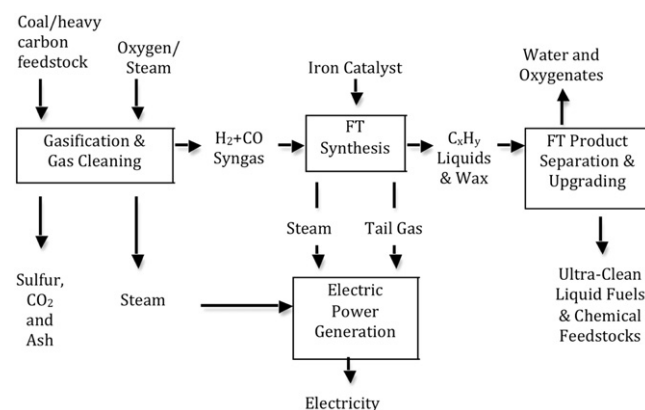 Coal/heavy
carbon
feedstock
Oxygen/
Steam
Iron Catalyst
Water and
Oxygenates
Gasification &
Gas Cleaning
H₂+CO
Syngas
FT
Synthesis
CₓHᵧ
Liquids
& Wax
FT Product
Separation &
Upgrading
Sulfur,
CO₂
and
Ash
Steam
Steam
Tail Gas
Electric
Power
Generation
Ultra-Clean
Liquid Fuels
& Chemical
Feedstocks
Electricity